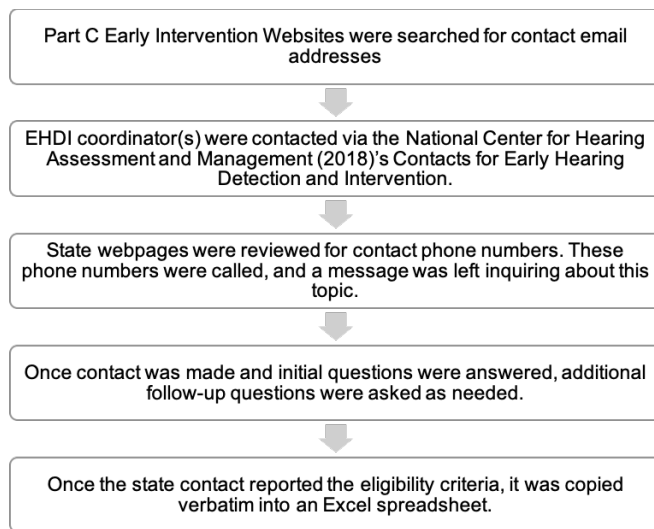 Part C Early Intervention Websites were searched for contact email
addresses
EHDI coordinator(s) were contacted via the National Center for Hearing
Assessment and Management (2018)’s Contacts for Early Hearing
Detection and Intervention.
State webpages were reviewed for contact phone numbers. These
phone numbers were called, and a message was left inquiring about this
topic.
Once contact was made and initial questions were answered, additional
follow-up questions were asked as needed.
Once the state contact reported the eligibility criteria, it was copied
verbatim into an Excel spreadsheet.